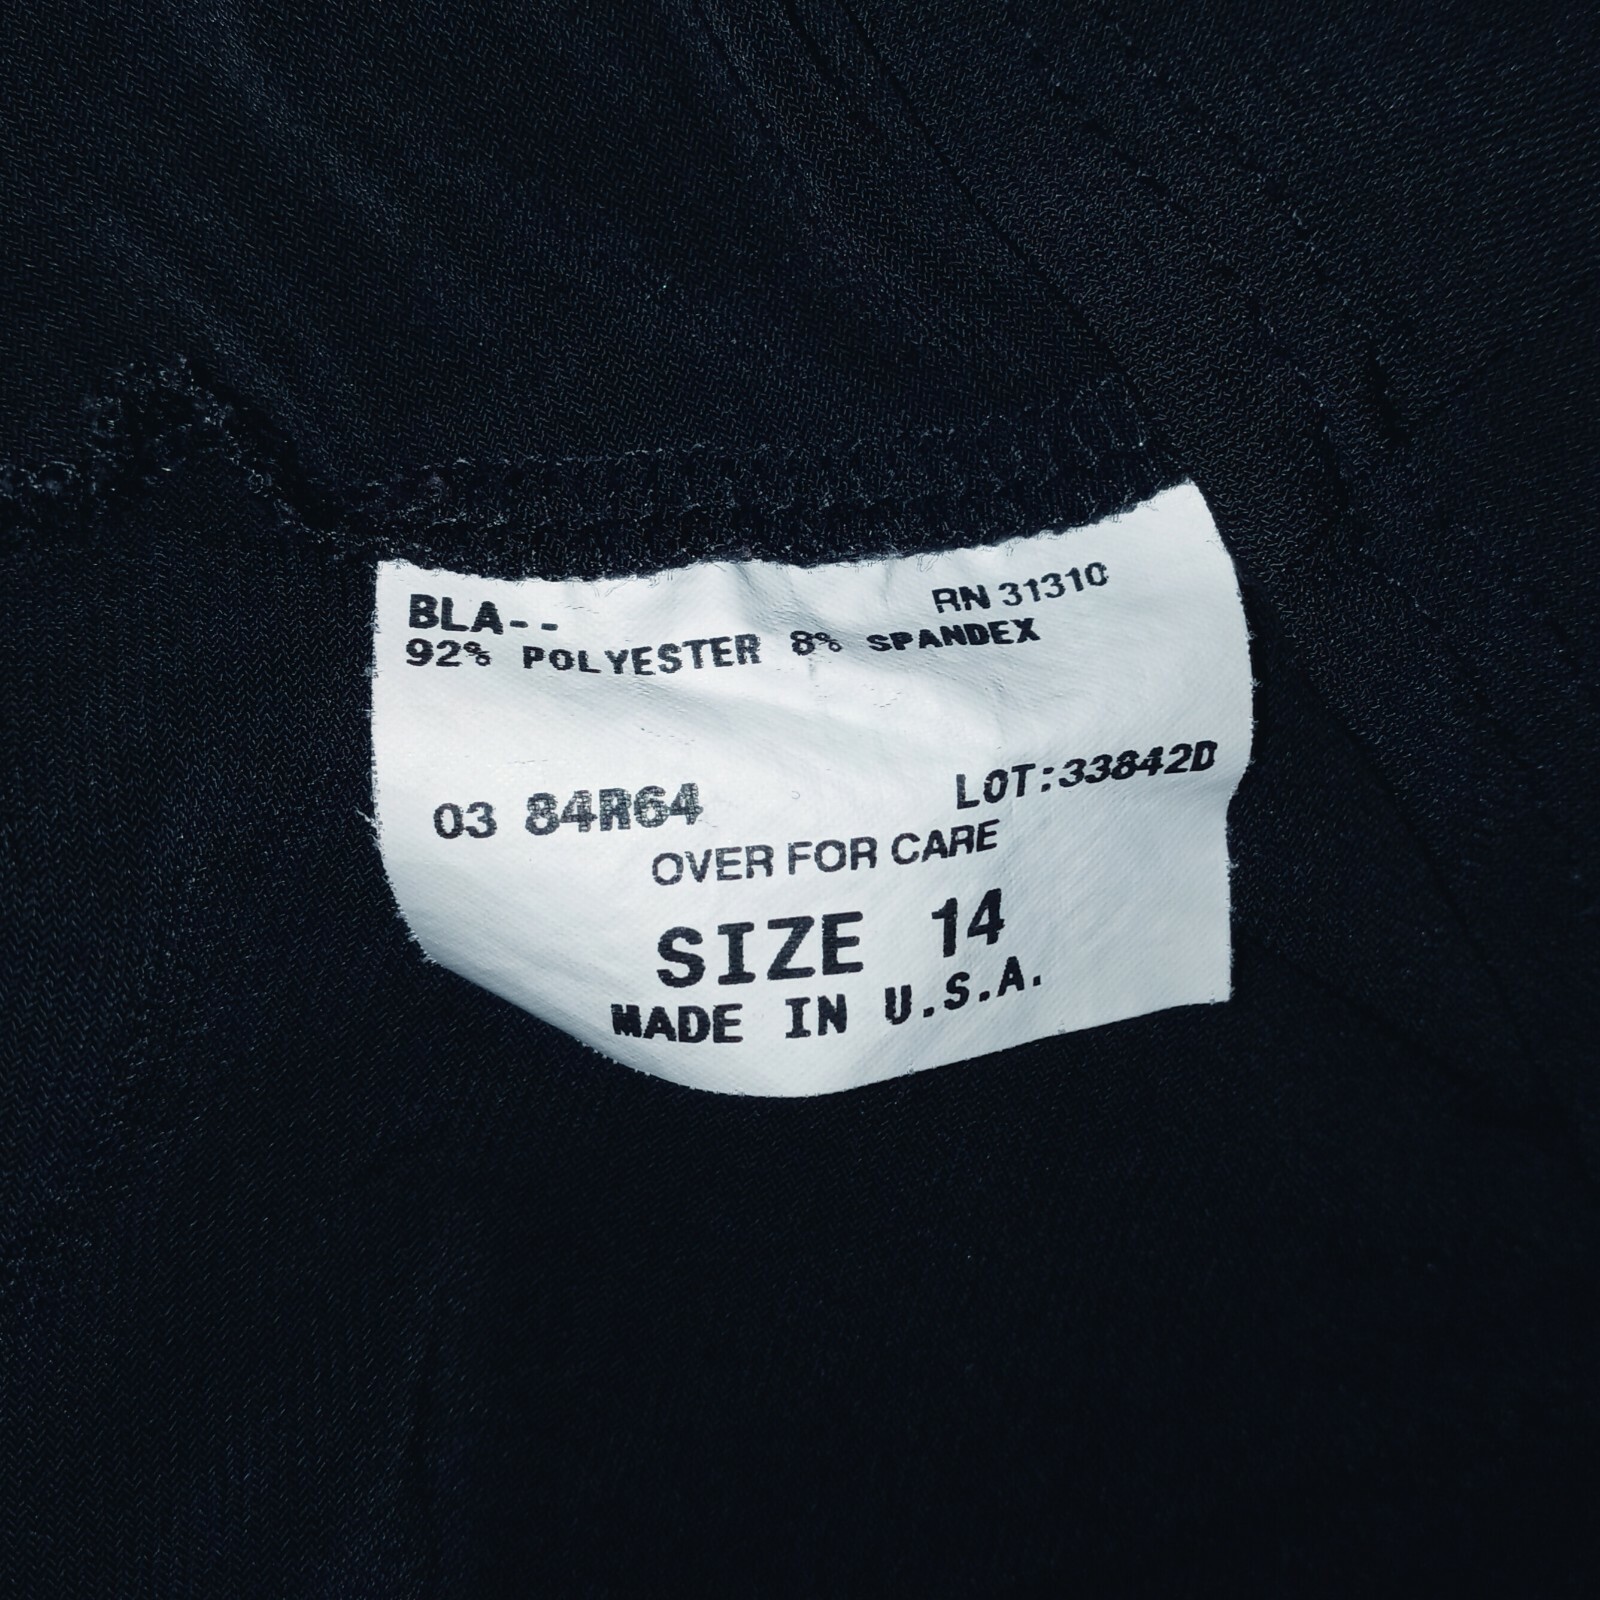 BLA-- RN 31310
92% POLYESTER 8% SPANDEX
03 84R64 LOT:33842D
OVER FOR CARE
SIZE 14
MADE IN U.S.A.